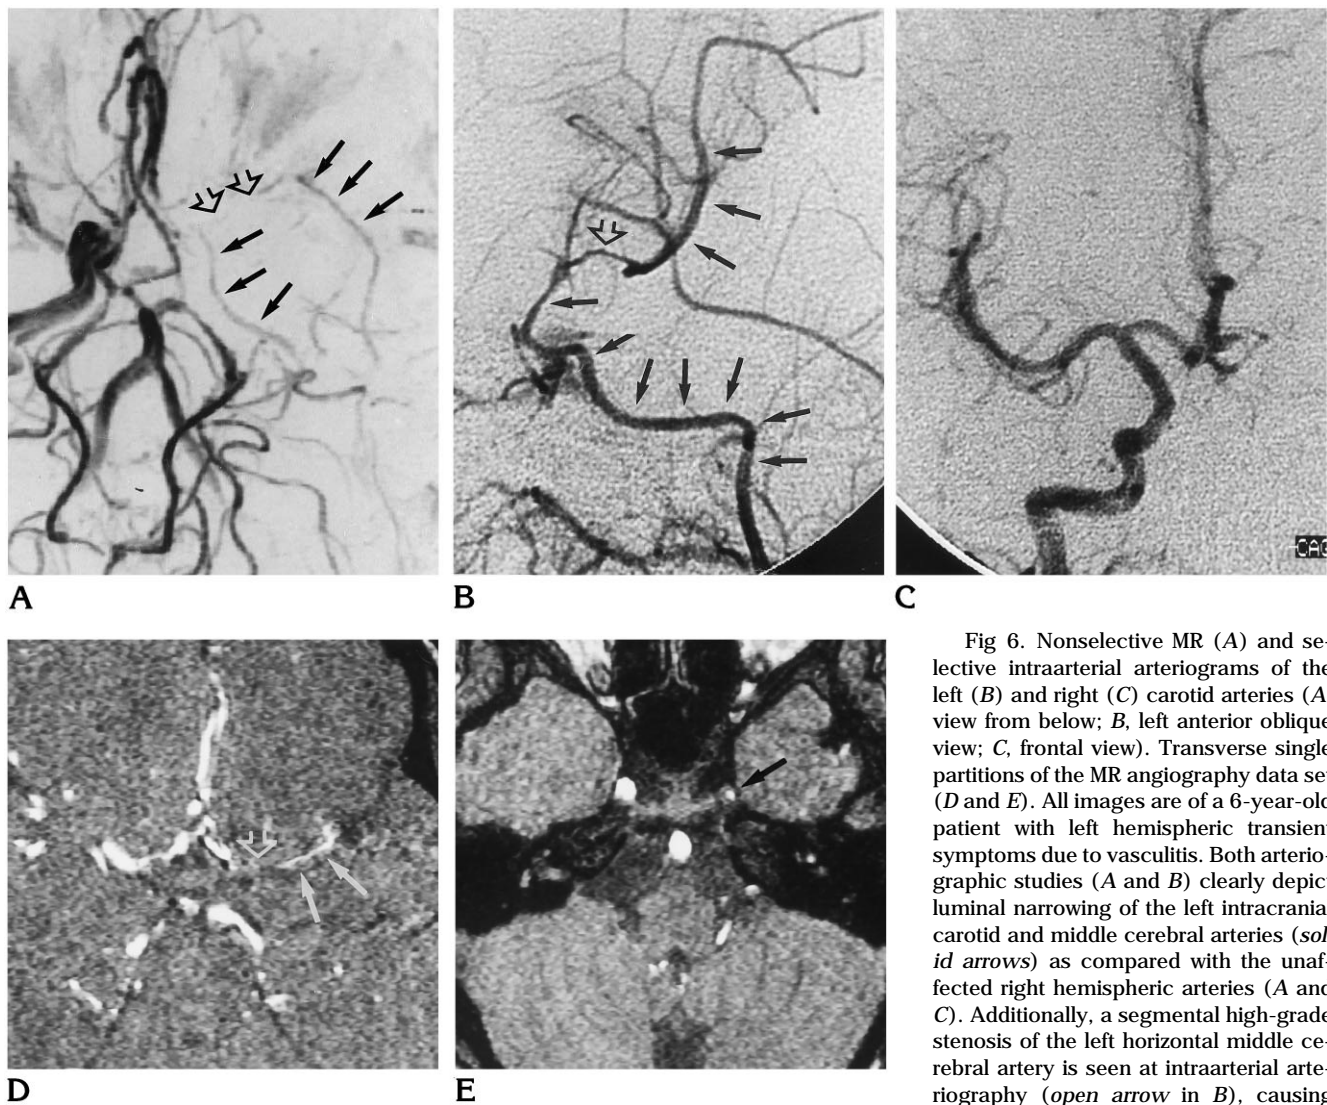 A
B
CAG
C
D
E
Fig 6. Nonselective MR (A) and se-
lective intraarterial arteriograms of the
left (B) and right (C) carotid arteries (A
view from below; B, left anterior oblique
view; C, frontal view). Transverse single
partitions of the MR angiography data set
(D and E). All images are of a 6-year-old
patient with left hemispheric transient
symptoms due to vasculitis. Both arterio-
graphic studies (A and B) clearly depict
luminal narrowing of the left intracranial
carotid and middle cerebral arteries (sol-
id arrows) as compared with the unaf-
fected right hemispheric arteries (A and
C). Additionally, a segmental high-grade
stenosis of the left horizontal middle ce-
rebral artery is seen at intraarterial arte-
riography (open arrow in B), causing